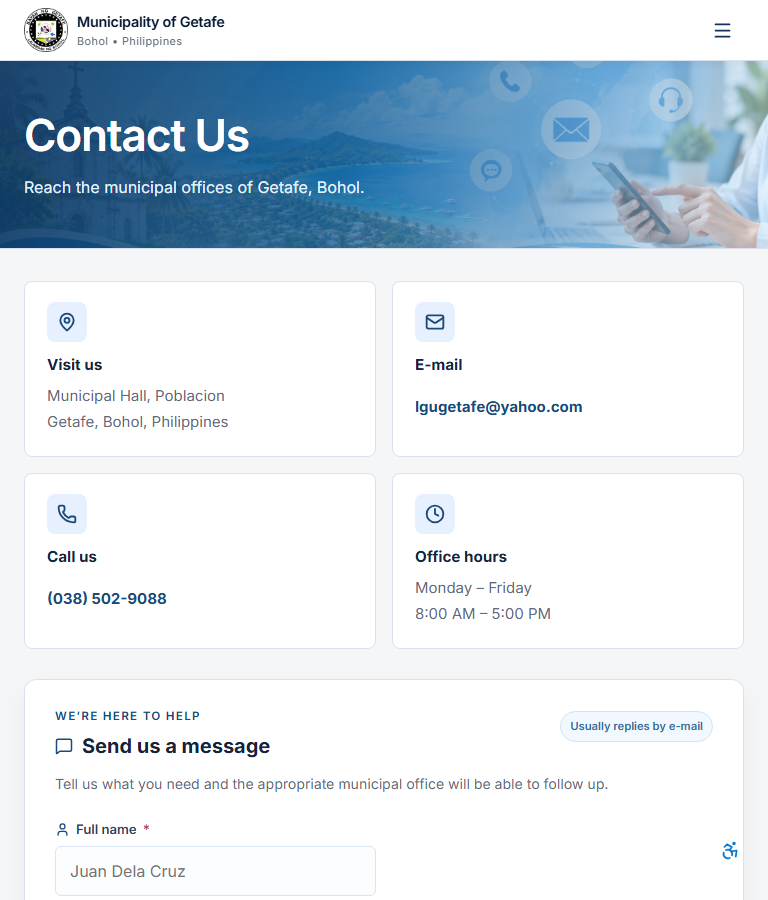 Municipality of Getafe
Bohol • Philippines
Contact Us
Reach the municipal offices of Getafe, Bohol.
Visit us
Municipal Hall, Poblacion
Getafe, Bohol, Philippines
E-mail
lgugetafe@yahoo.com
Call us
(038) 502-9088
Office hours
Monday – Friday
8:00 AM – 5:00 PM
WE'RE HERE TO HELP
Send us a message
Usually replies by e-mail
Tell us what you need and the appropriate municipal office will be able to follow up.
Full name *
Juan Dela Cruz